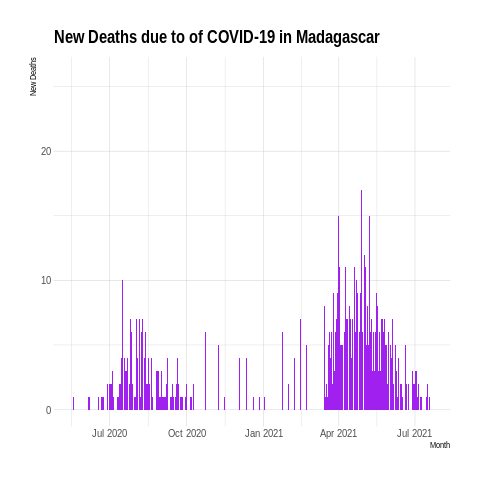 New Deaths due to of COVID-19 in Madagascar
New Deaths
20
10
0
Jul 2020 Oct 2020 Jan 2021 Apr 2021 Jul 2021
Month